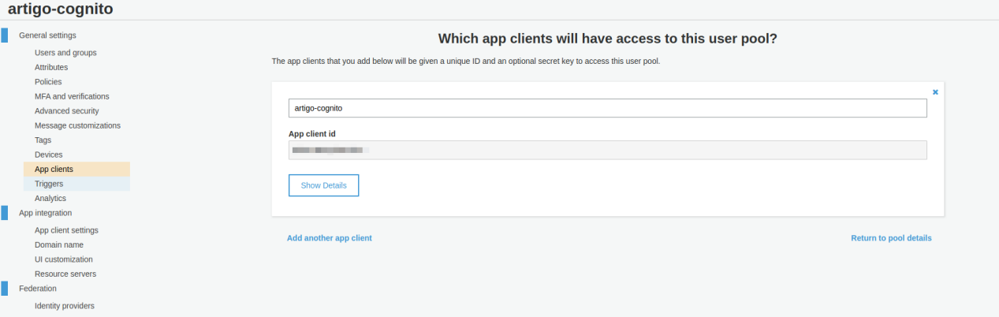 artigo-cognito
General settings
Users and groups
Attributes
Policies
MFA and verifications
Advanced security
Message customizations
Tags
Devices
App clients
Triggers
Analytics
App integration
App client settings
Domain name
UI customization
Resource servers
Federation
Identity providers
Which app clients will have access to this user pool?
The app clients that you add below will be given a unique ID and an optional secret key to access this user pool.
artigo-cognito
App client id
Show Details
Add another app client
Return to pool details